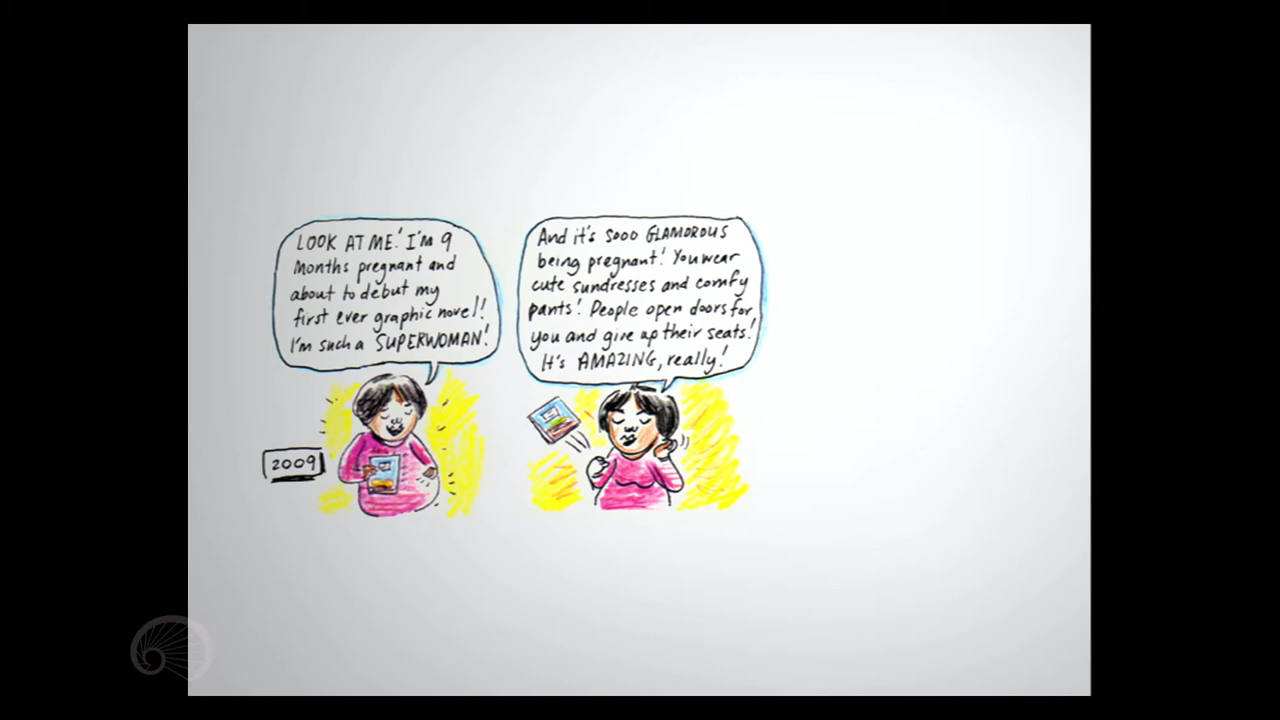 LOOK AT ME! I'm 9
months pregnant and
about to debut my
first ever graphic novel!
I'm such a SUPERWOMAN!
And it's sooo GLAMOROUS
being pregnant! You wear
cute sundresses and comfy
pants! People open doors for
you and give up their seats!
It's AMAZING, really!
2009